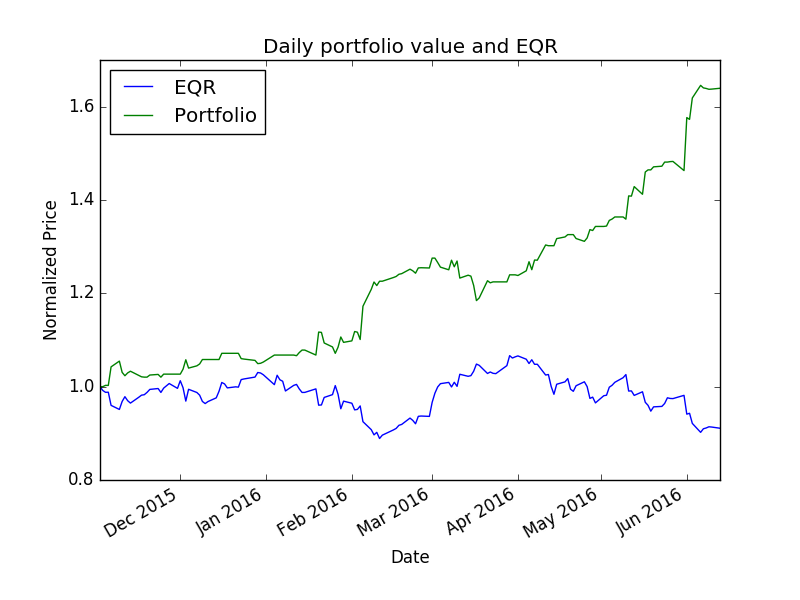 Daily portfolio value and EQR
EQR
Portfolio
1.6
1.4
1.2
1.0
0.8
Normalized Price
Dec 2015
Jan 2016
Feb 2016
Mar 2016
Apr 2016
May 2016
Jun 2016
Date